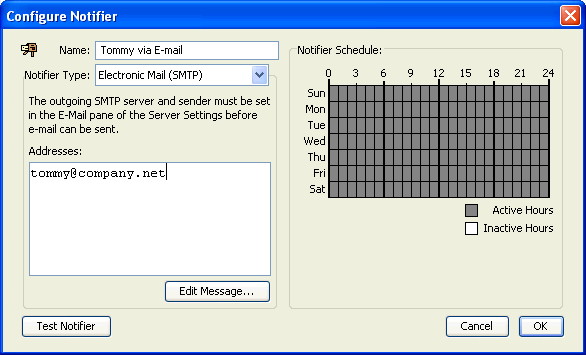 Configure Notifier
Name: Tommy via E-mail
Notifier Type: Electronic Mail (SMTP)
The outgoing SMTP server and sender must be set
in the E-Mail pane of the Server Settings before
e-mail can be sent.
Addresses:
tommy@company.net
Edit Message...
Notifier Schedule:
0 3 6 9 12 15 18 21 24
Sun
Mon
Tue
Wed
Thu
Fri
Sat
Active Hours
Inactive Hours
Test Notifier
Cancel
OK